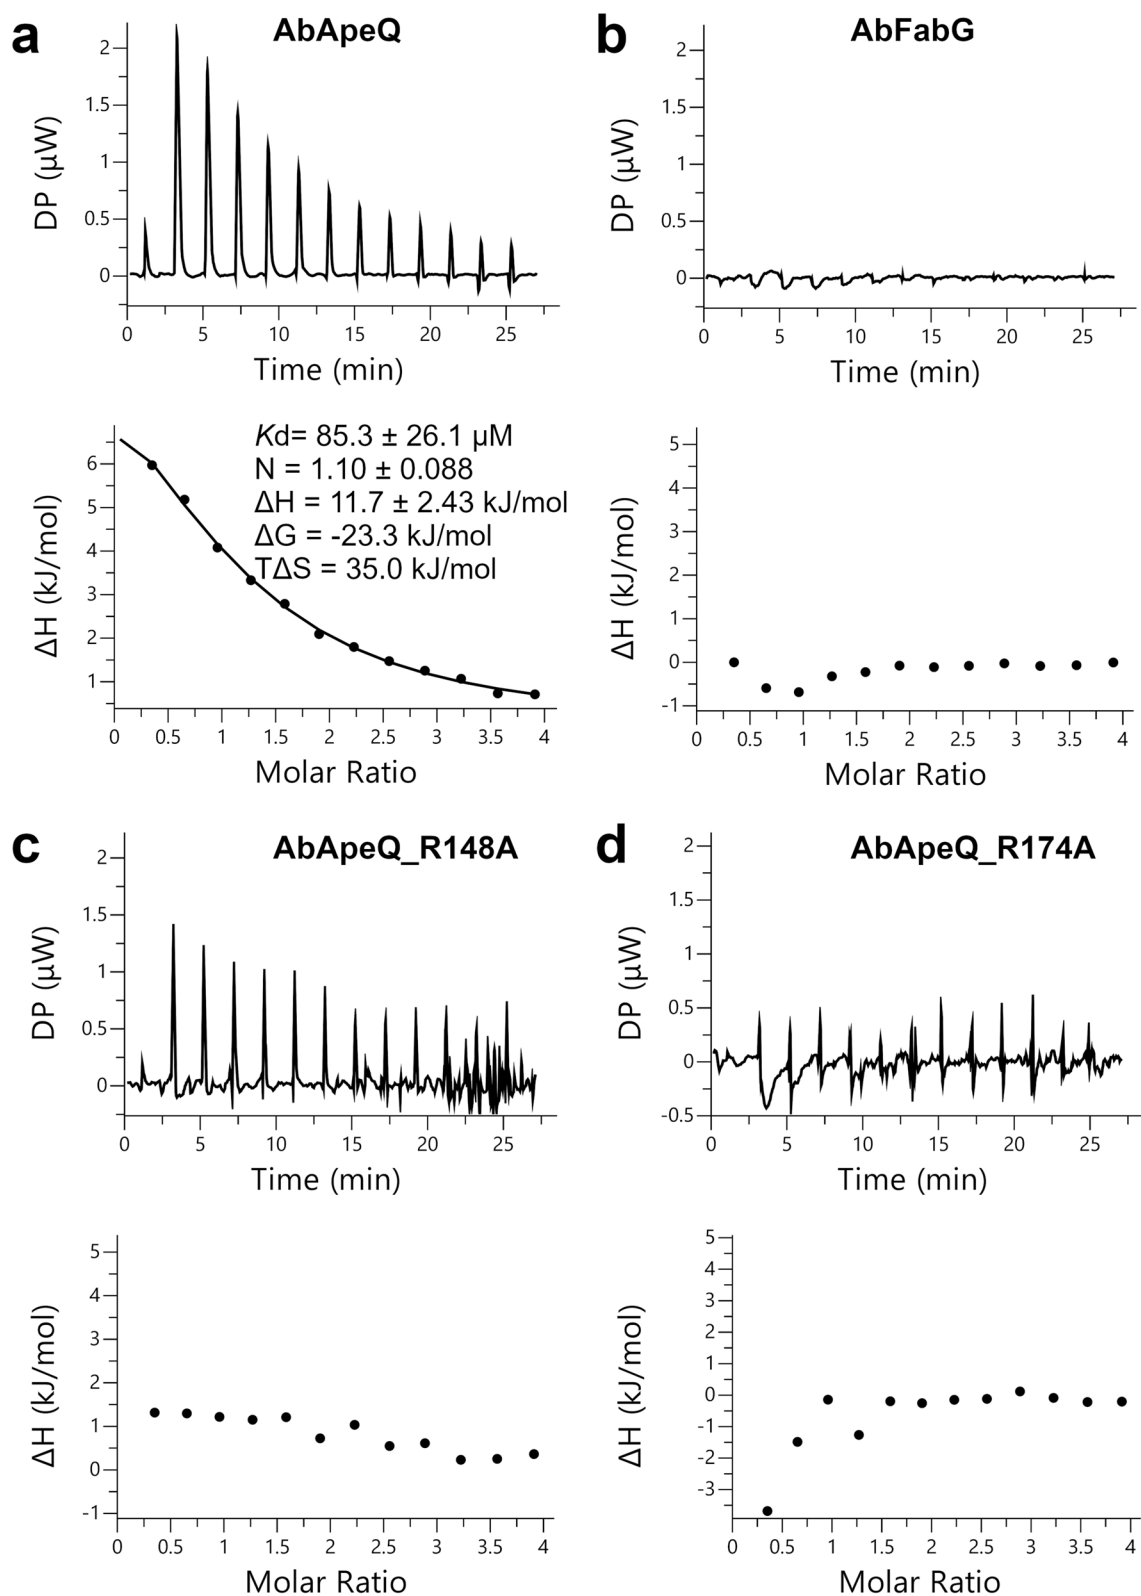 a
AbApeQ
DP (µW)
2
1.5
1
0.5
0
0 5 10 15 20 25
Time (min)
Kd= 85.3 ± 26.1 µM
N = 1.10 ± 0.088
ΔH = 11.7 ± 2.43 kJ/mol
ΔG = -23.3 kJ/mol
TΔS = 35.0 kJ/mol
ΔH (kJ/mol)
6
5
4
3
2
1
0 0.5 1 1.5 2 2.5 3 3.5 4
Molar Ratio
b
AbFabG
DP (µW)
2
1.5
1
0.5
0
0 5 10 15 20 25
Time (min)
ΔH (kJ/mol)
5
4
3
2
1
0
-1
0 0.5 1 1.5 2 2.5 3 3.5 4
Molar Ratio
c
AbApeQ_R148A
DP (µW)
2
1.5
1
0.5
0
0 5 10 15 20 25
Time (min)
ΔH (kJ/mol)
5
4
3
2
1
0
-1
0 0.5 1 1.5 2 2.5 3 3.5 4
Molar Ratio
d
AbApeQ_R174A
DP (µW)
2
1.5
1
0.5
0
-0.5
0 5 10 15 20 25
Time (min)
ΔH (kJ/mol)
5
4
3
2
1
0
-1
-2
-3
0 0.5 1 1.5 2 2.5 3 3.5 4
Molar Ratio